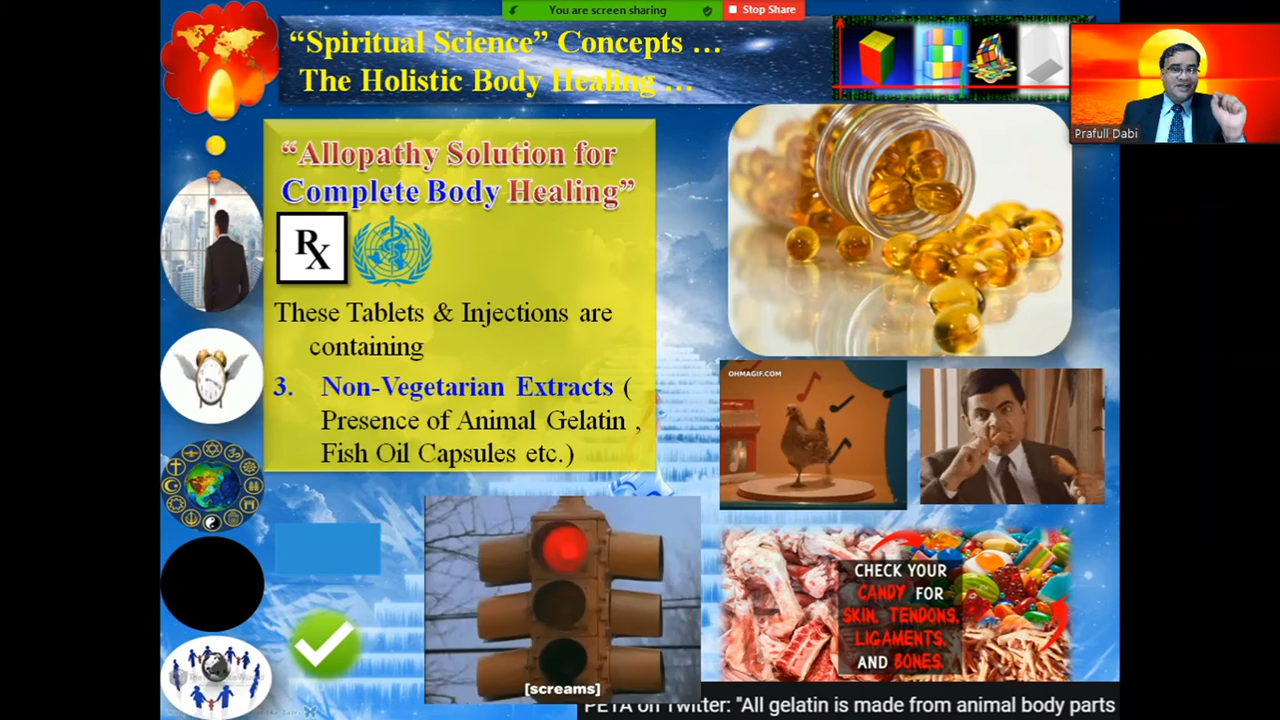 You are screen sharing
Stop Share
“Spiritual Science” Concepts …
The Holistic Body Healing …
Prafull Dabi
“Allopathy Solution for
Complete Body Healing”
Rx
These Tablets & Injections are
containing
3. Non-Vegetarian Extracts (
Presence of Animal Gelatin ,
Fish Oil Capsules etc.)
OHMAGIF.COM
CHECK YOUR
CANDY FOR
SKIN, TENDONS,
LIGAMENTS,
AND BONES.
[screams]
PETA on Twitter: "All gelatin is made from animal body parts